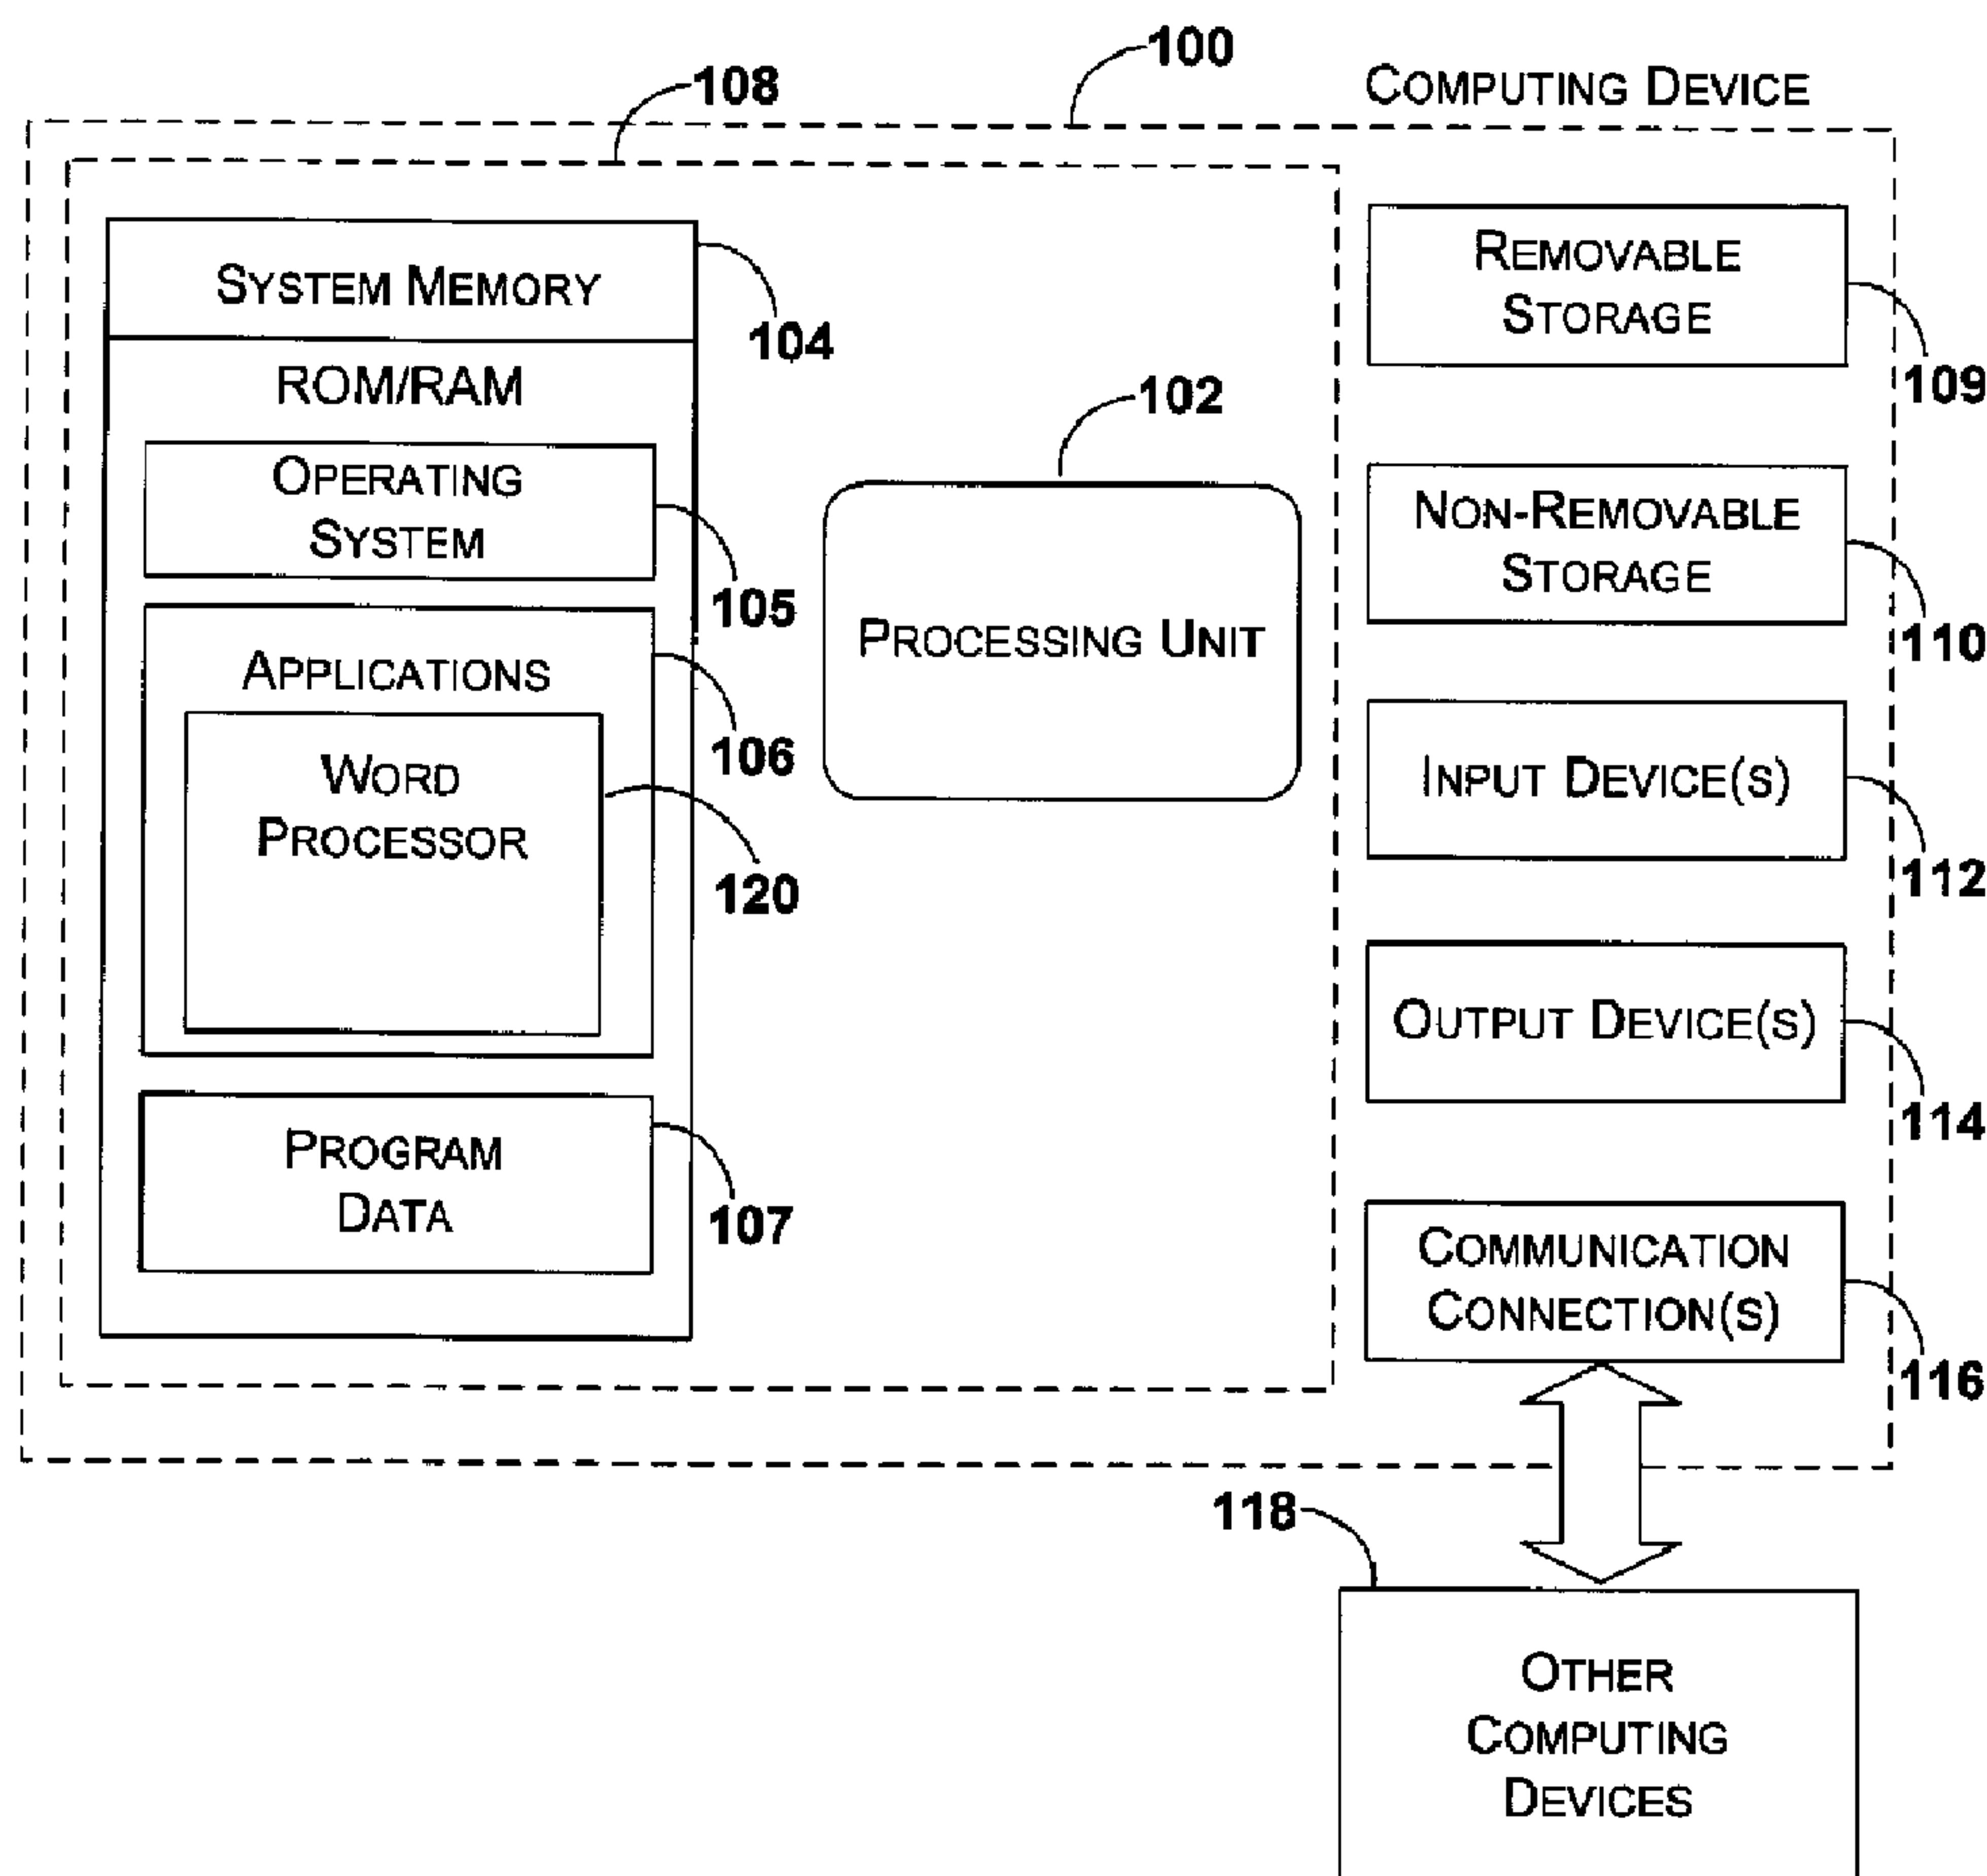 100
COMPUTING DEVICE
108
SYSTEM MEMORY
104
ROM/RAM
OPERATING
SYSTEM
105
APPLICATIONS
106
WORD
PROCESSOR
120
PROGRAM
DATA
107
102
PROCESSING UNIT
REMOVABLE
STORAGE
109
NON-REMOVABLE
STORAGE
110
INPUT DEVICE(S)
112
OUTPUT DEVICE(S)
114
COMMUNICATION
CONNECTION(S)
116
118
OTHER
COMPUTING
DEVICES